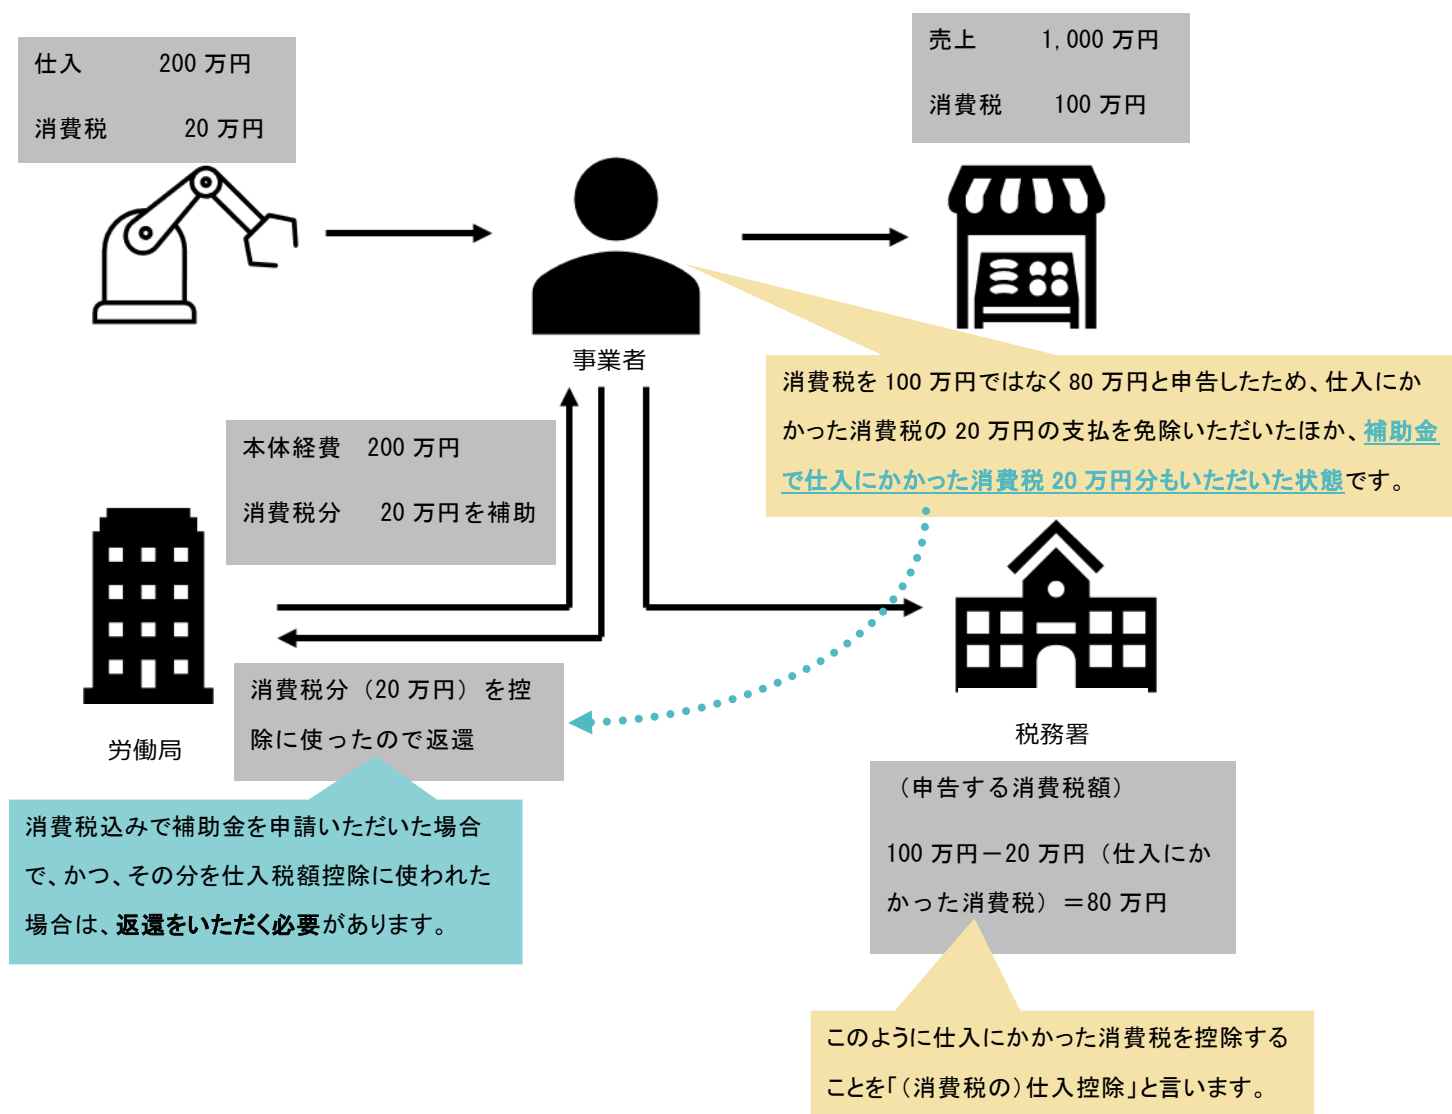 仕入 200 万円
消費税 20 万円
売上 1,000 万円
消費税 100 万円
事業者
消費税を 100 万円ではなく 80 万円と申告したため、仕入にか
かった消費税の 20 万円の支払を免除いただいたほか、補助金
で仕入にかかった消費税 20 万円分もいただいた状態です。
本体経費 200 万円
消費税分 20 万円を補助
労働局
消費税分（20 万円）を控
除に使ったので返還
税務署
消費税込みで補助金を申請いただいた場合
で、かつ、その分を仕入税額控除に使われた
場合は、返還をいただく必要があります。
（申告する消費税額）
100 万円－20 万円（仕入にか
かった消費税）＝80 万円
このように仕入にかかった消費税を控除する
ことを「（消費税の）仕入控除」と言います。